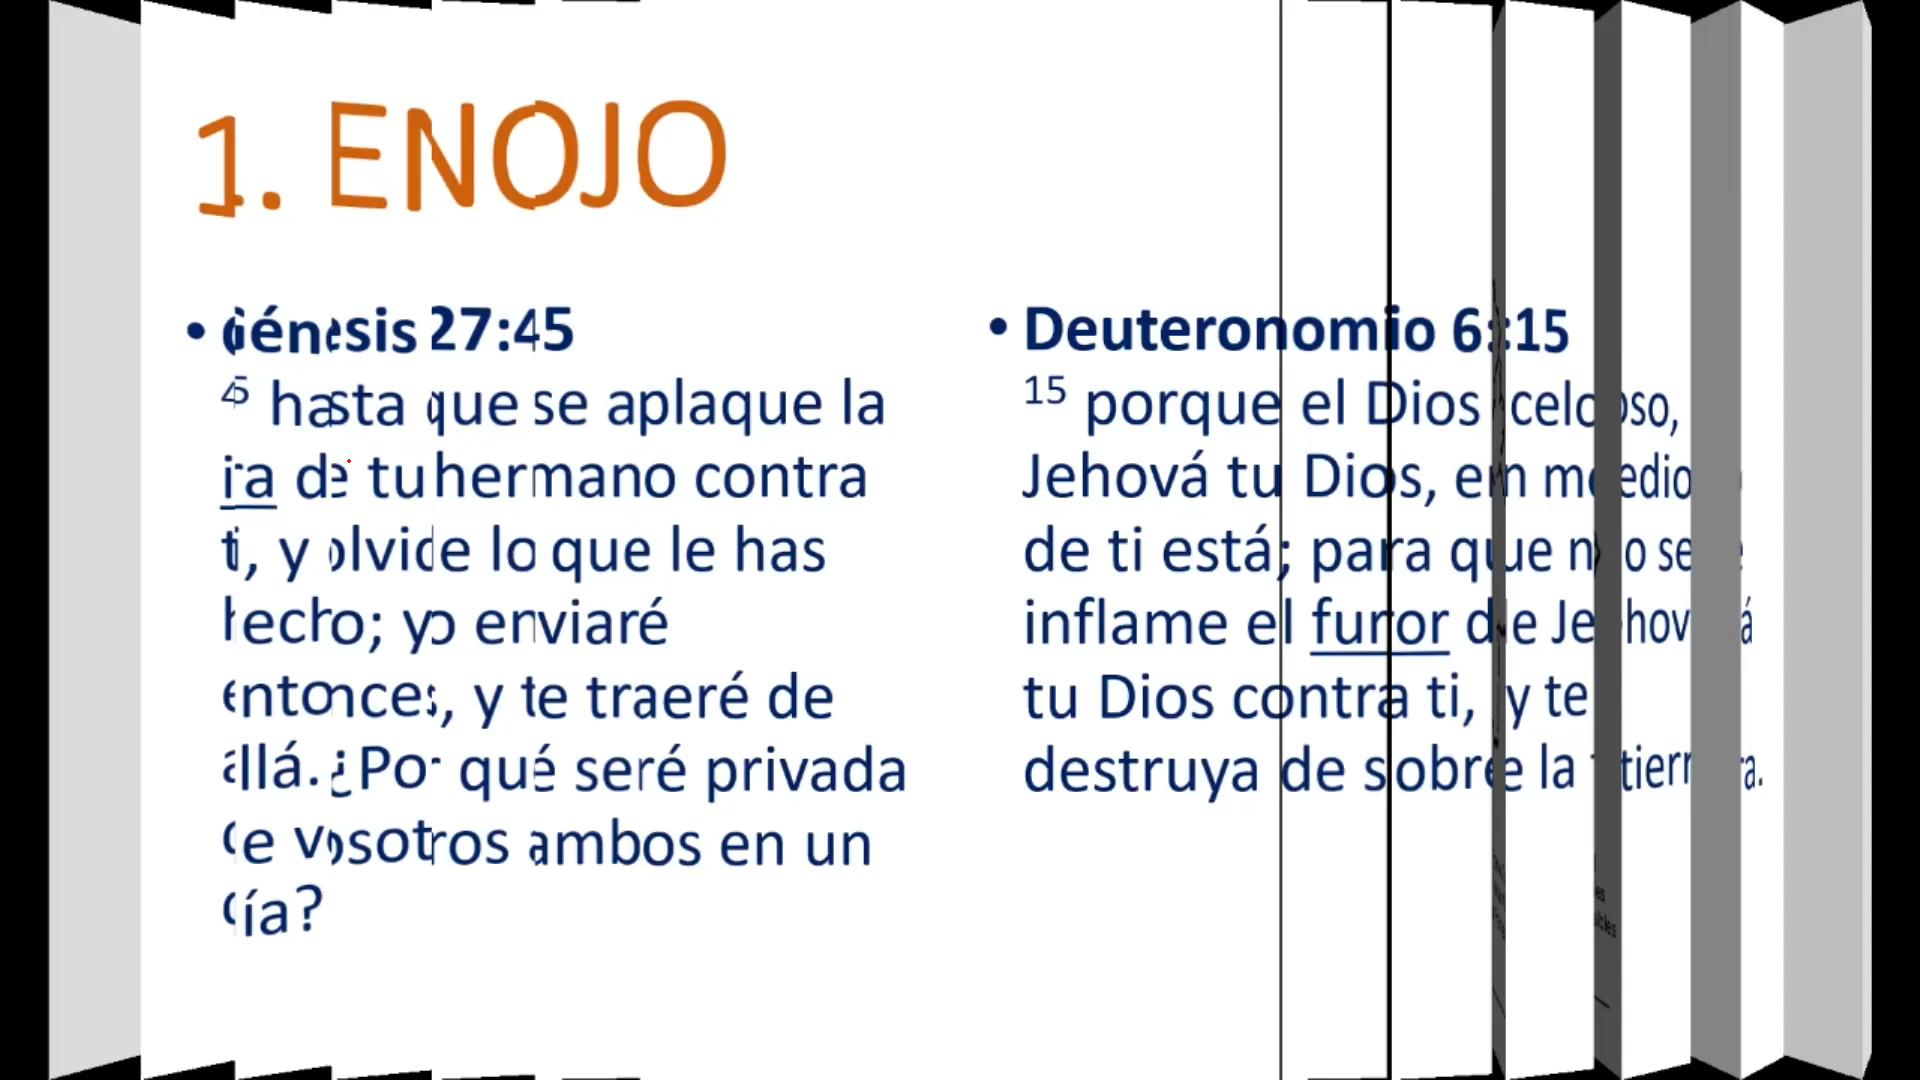 1. ENOJO
• Génesis 27:45
45 hasta que se aplaque la
ira de tu hermano contra
ti, y olvide lo que le has
hecho; yo enviaré
entonces, y te traeré de
allá. ¿Por qué seré privada
de vosotros ambos en un
día?
• Deuteronomio 6:15
15 porque el Dios celoso,
Jehová tu Dios, en medio
de ti está; para que no se
inflame el furor de Jehová
tu Dios contra ti, y te
destruya de sobre la tierra.